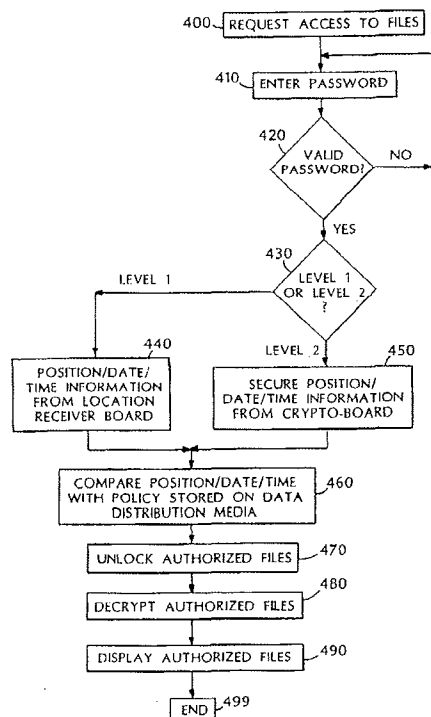 400
REQUEST ACCESS TO FILES
410
ENTER PASSWORD
420
VALID
PASSWORD?
NO
YES
430
LEVEL 1
OR LEVEL 2
?
LEVEL 1
LEVEL 2
440
POSITION/DATE/
TIME INFORMATION
FROM LOCATION
RECEIVER BOARD
450
SECURE POSITION/
DATE/TIME INFORMATION
FROM CRYPTO-BOARD
COMPARE POSITION/DATE/TIME
WITH POLICY STORED ON DATA
DISTRIBUTION MEDIA
460
UNLOCK AUTHORIZED FILES
470
DECRYPT AUTHORIZED FILES
480
DISPLAY AUTHORIZED FILES
490
END
499